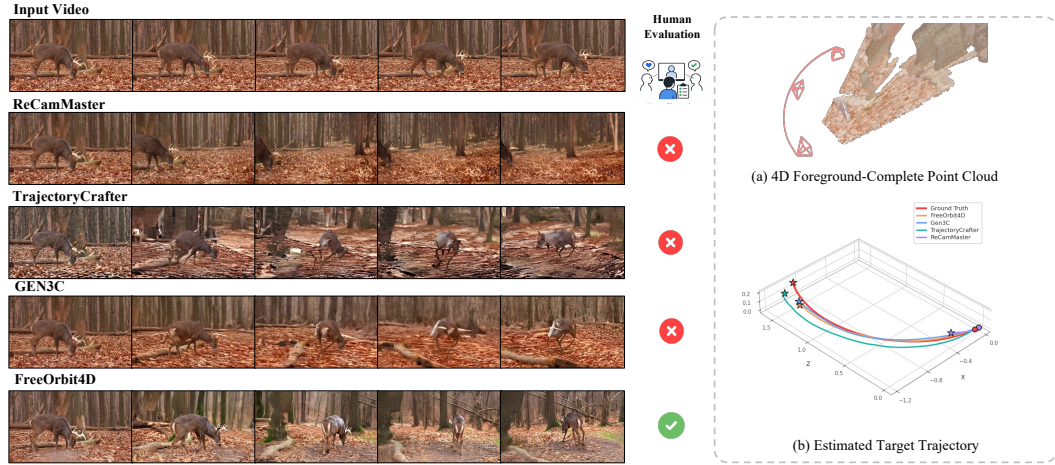 Input Video
ReCamMaster
TrajectoryCrafter
GEN3C
FreeOrbit4D
Human
Evaluation
(a) 4D Foreground-Complete Point Cloud
Ground Truth
FreeOrbit4D
Gen3C
TrajectoryCrafter
ReCamMaster
0.2
0.1
0.0
1.5
1.0
0.5
0.0
Z
0.0
-0.4
-0.8
-1.2
X
(b) Estimated Target Trajectory